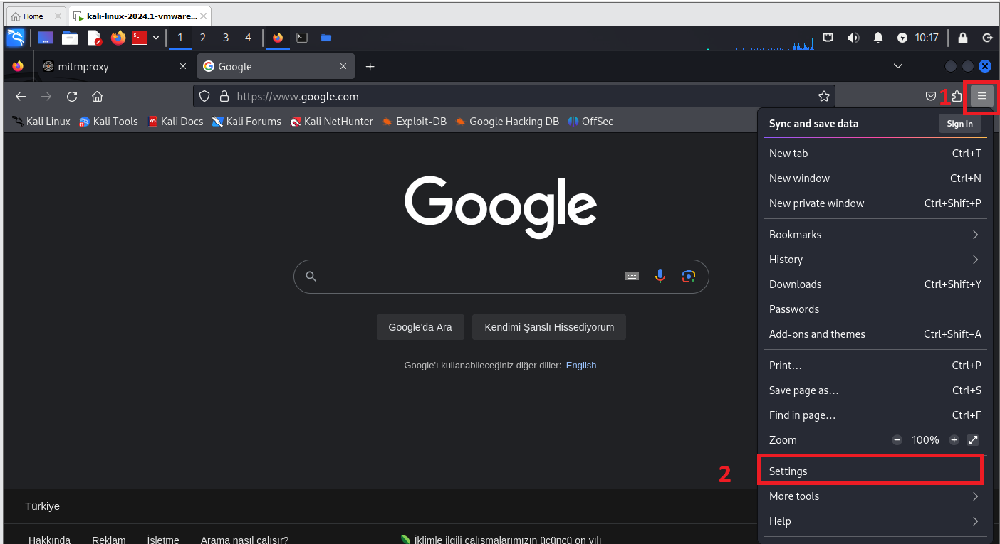 Home
kali-linux-2024.1-vmware...
1 2 3 4
10:17
mitmproxy
Google
https://www.google.com
1
Kali Linux Kali Tools Kali Docs Kali Forums Kali NetHunter Exploit-DB Google Hacking DB OffSec
Sync and save data Sign In
New tab Ctrl+T
New window Ctrl+N
New private window Ctrl+Shift+P
Bookmarks
History
Downloads Ctrl+Shift+Y
Passwords
Add-ons and themes Ctrl+Shift+A
Print... Ctrl+P
Save page as... Ctrl+S
Find in page... Ctrl+F
Zoom 100%
2
Settings
More tools
Help
Google
Google'da Ara Kendimi Şanslı Hissediyorum
Google'ı kullanabileceğiniz diğer diller: English
Türkiye
Hakkında Reklam İşletme Arama nasıl çalışır? İklimle ilgili çalışmalarımızın üçüncü on yılı